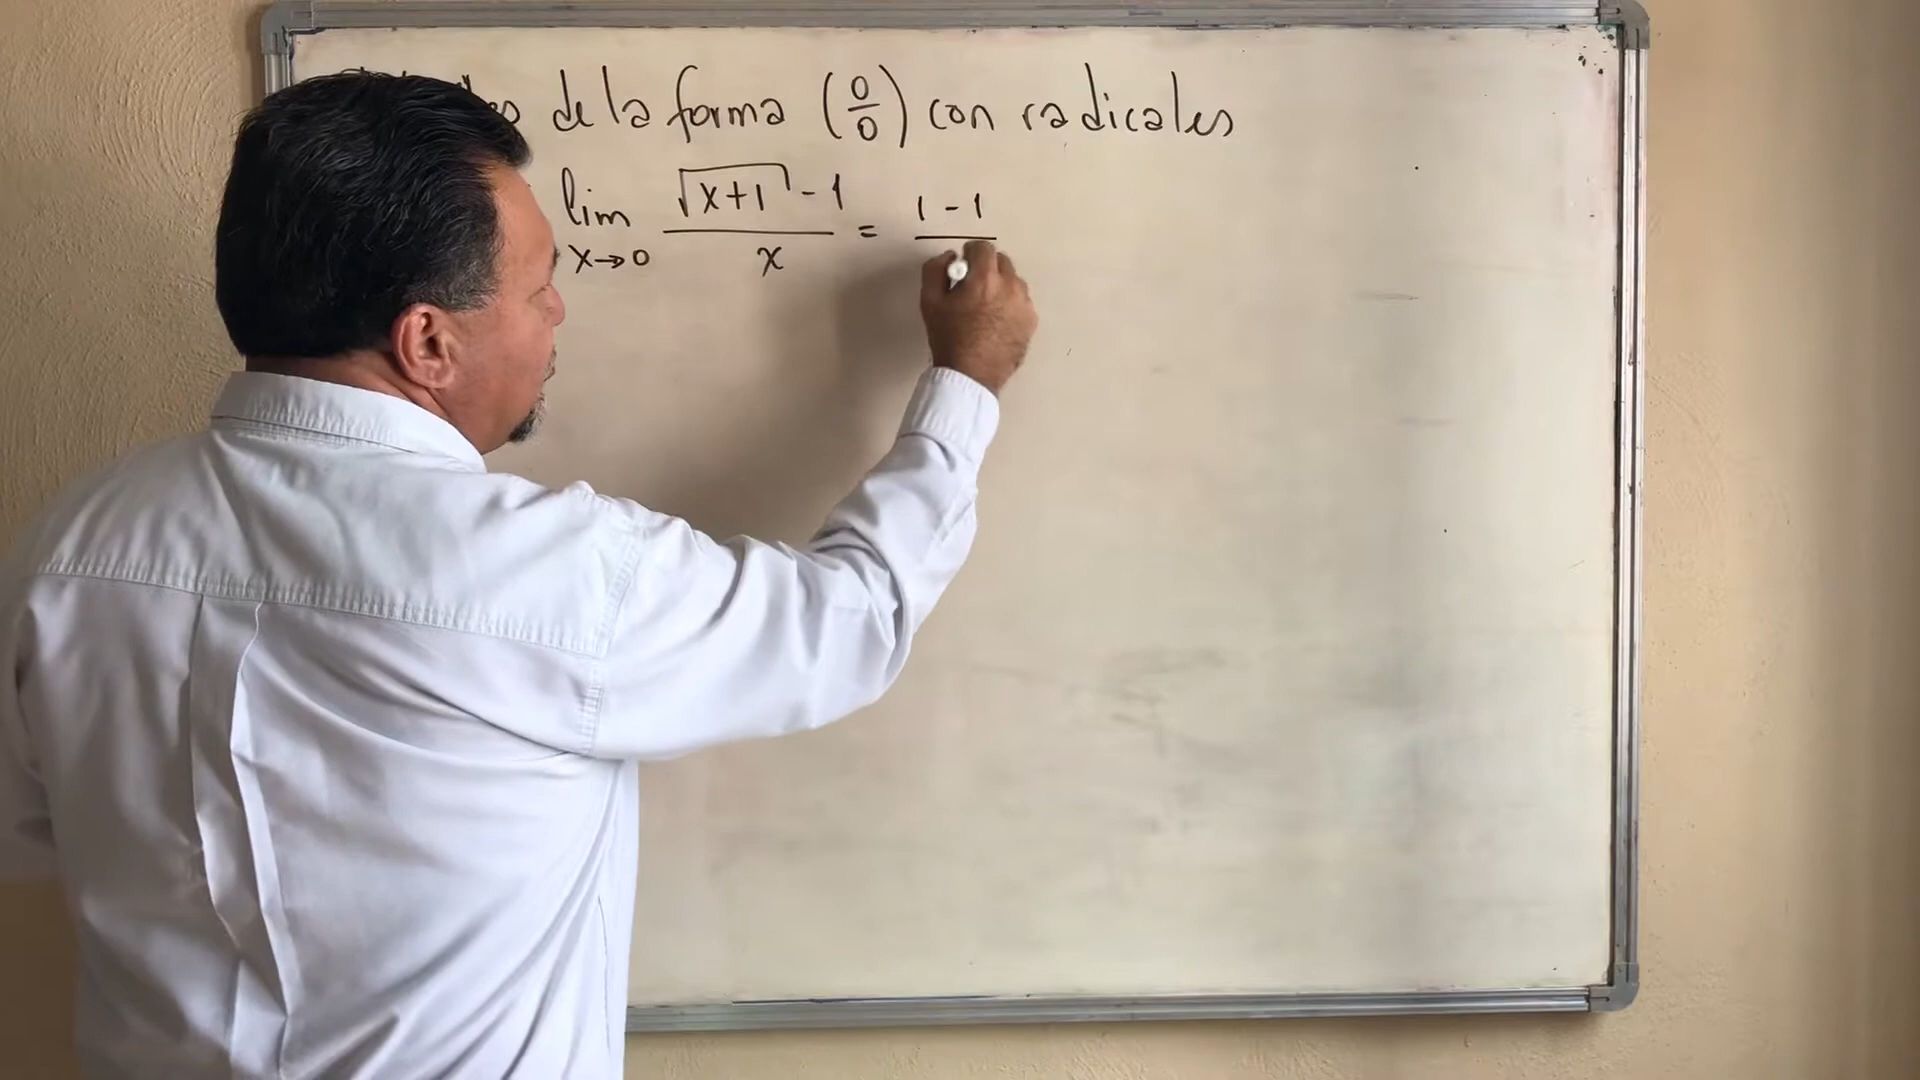 de la forma (0/0) con radicales
lim x→0 (√(x+1) - 1)/x = 1 - 1